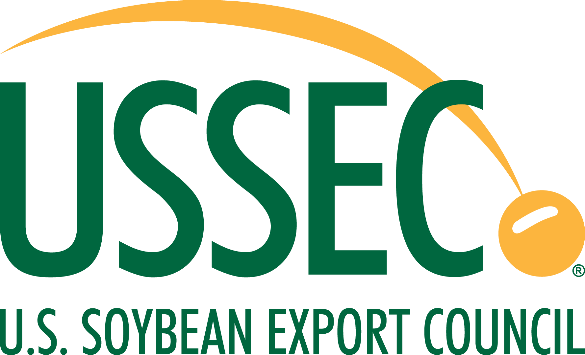 USSEC
®
U.S. SOYBEAN EXPORT COUNCIL